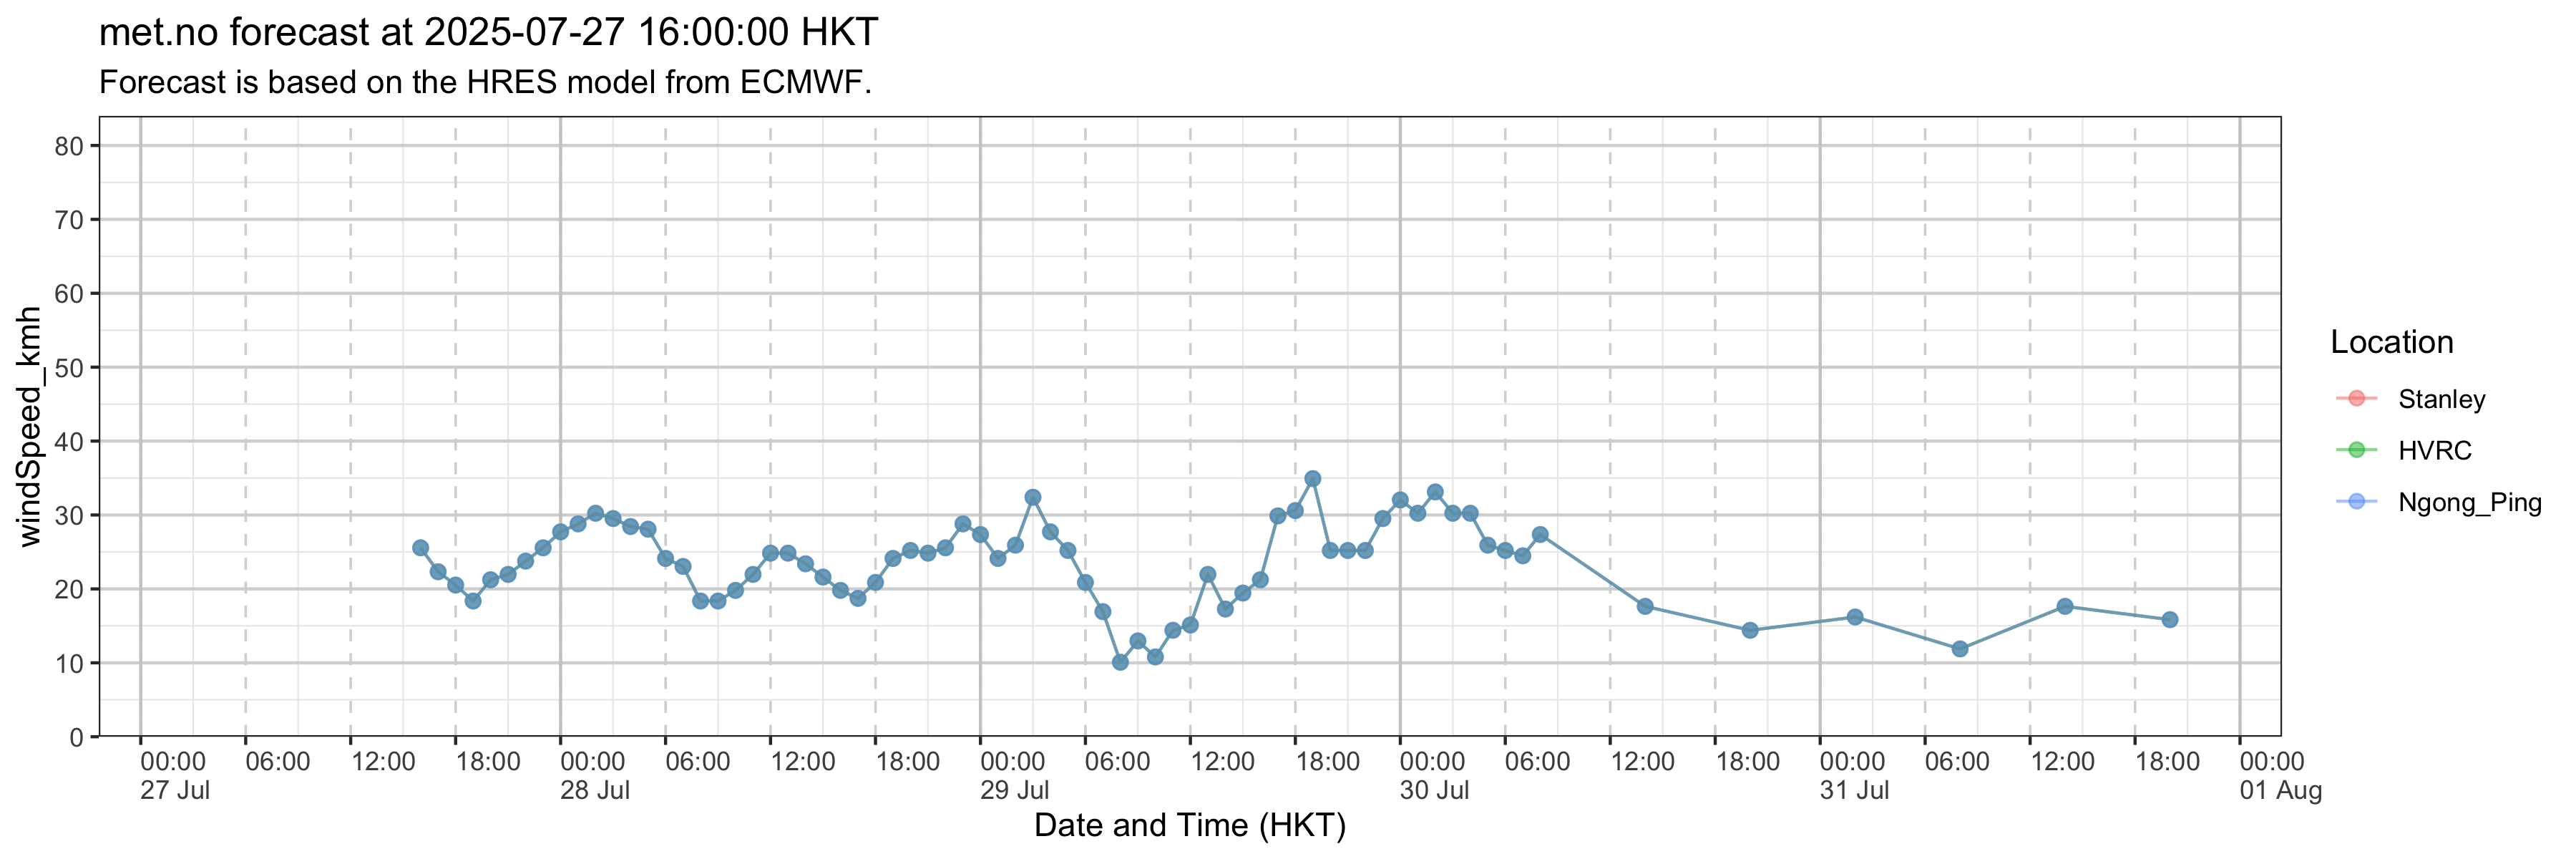 met.no forecast at 2025-07-27 16:00:00 HKT
Forecast is based on the HRES model from ECMWF.
windSpeed_kmh
80
70
60
50
40
30
20
10
0
00:00 06:00 12:00 18:00 00:00 06:00 12:00 18:00 00:00 06:00 12:00 18:00 00:00 06:00 12:00 18:00 00:00 06:00 12:00 18:00 00:00
27 Jul 28 Jul 29 Jul 30 Jul 31 Jul 01 Aug
Date and Time (HKT)
Location
Stanley
HVRC
Ngong_Ping